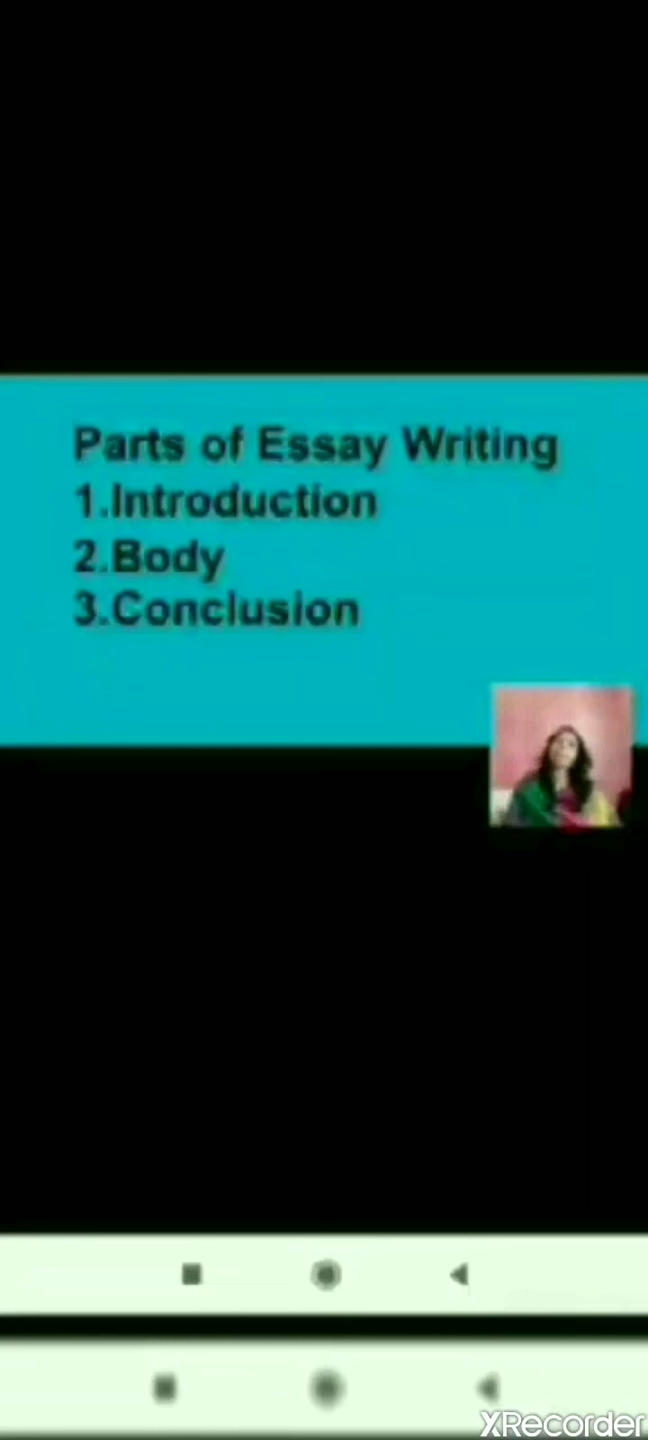 Parts of Essay Writing
1.Introduction
2.Body
3.Conclusion
XRecorder